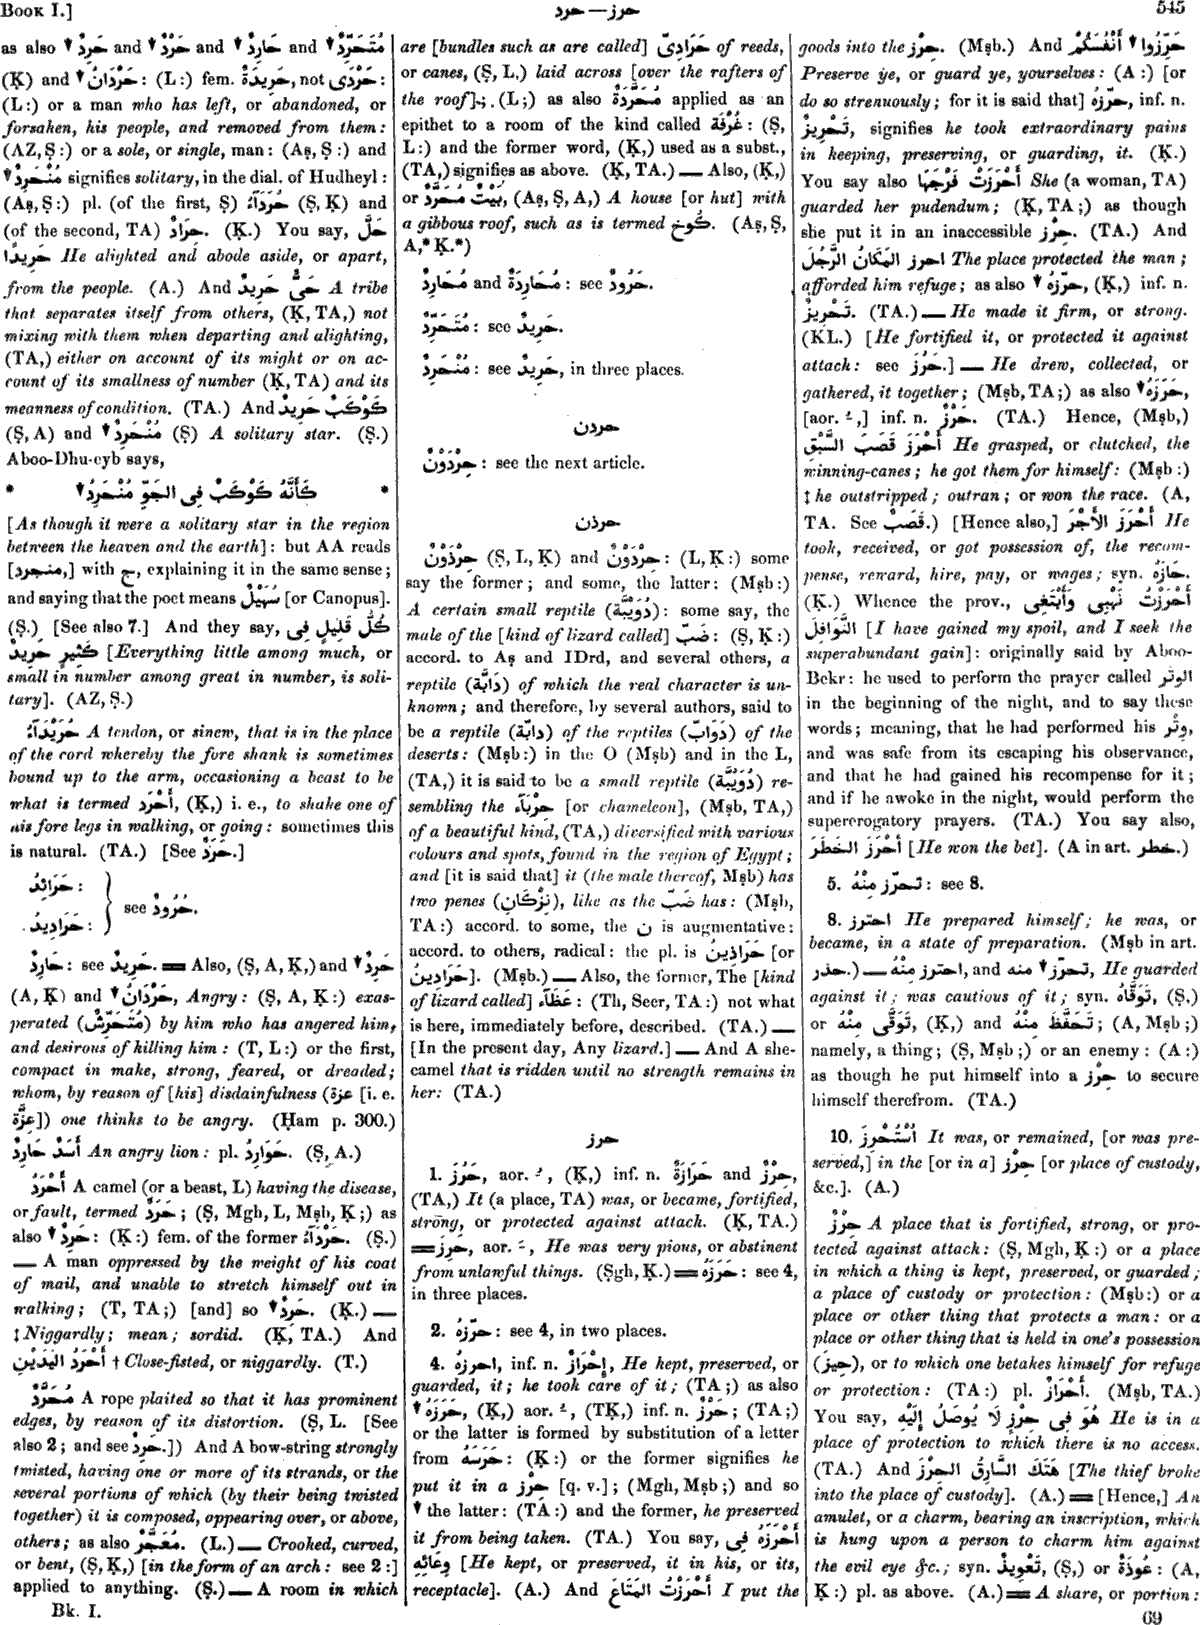 BOOK I.]
حرد—حرز
545
as also ↓ حَرِدٌ and ↓ حَرْدٌ and ↓ حَارِدٌ and ↓ مُتَحَرِّدٌ
(Ḳ) and ↓ حَرْدَانُ: (L:) fem. حَرِيدَةٌ, not حَرْدَى:
(L:) or a man who has left, or abandoned, or
forsaken, his people, and removed from them:
(AZ, Ṣ:) or a sole, or single, man: (Aṣ, Ṣ:) and
↓ مُنْحَرِدٌ signifies solitary, in the dial. of Hudheyl:
(Aṣ, Ṣ:) pl. (of the first, Ṣ) حُرَدَآءُ (Ṣ, Ḳ) and
(of the second, TA) حِرَادٌ. (Ḳ.) You say, حَلَّ
حَرِيدًا He alighted and abode aside, or apart,
from the people. (A.) And حَىٌّ حَرِيدٌ A tribe
that separates itself from others, (Ḳ, TA,) not
mixing with them when departing and alighting,
(TA,) either on account of its might or on ac-
count of its smallness of number (Ḳ, TA) and its
meanness of condition. (TA.) And كَوْكَبٌ حَرِيدٌ
(Ṣ, A) and ↓ مُنْحَرِدٌ (Ṣ) A solitary star. (Ṣ.)
Aboo-Dhu-eyb says,
* كَأَنَّهُ كَوْكَبٌ فِى الجَوِّ مُنْحَرِدُ ↓ *
[As though it were a solitary star in the region
between the heaven and the earth]: but AA reads
[منجرد,] with ج, explaining it in the same sense;
and saying that the poet means سُهَيْلٌ [or Canopus].
(Ṣ.) [See also 7.] And they say, كُلُّ قَلِيلٍ فِى
كَثِيرٍ حَرِيدٌ [Everything little among much, or
small in number among great in number, is soli-
tary]. (AZ, Ṣ.)
حُرَيْدَآءُ A tendon, or sinew, that is in the place
of the cord whereby the fore shank is sometimes
bound up to the arm, occasioning a beast to be
what is termed أَحْرَد, (Ḳ,) i. e., to shake one of
his fore legs in walking, or going: sometimes this
is natural. (TA.) [See حَرَدٌ.]
حَرَائِدُ:
see حُرُودٌ.
حَرَادِيدُ:
حَارِدٌ: see حَرِيدٌ. ═ Also, (Ṣ, A, Ḳ,) and ↓ حَرِدٌ
(A, Ḳ) and ↓ حَرْدَانُ, Angry: (Ṣ, A, Ḳ:) exas-
perated (مُتَحَرِّش) by him who has angered him,
and desirous of killing him: (T, L:) or the first,
compact in make, strong, feared, or dreaded;
whom, by reason of [his] disdainfulness (عزة [i. e.
عِزَّة]) one thinks to be angry. (Ḥam p. 300.)
أَسَدٌ حَارِدٌ An angry lion: pl. حَوَارِدُ. (Ṣ, A.)
أَحْرَدُ A camel (or a beast, L) having the disease,
or fault, termed حَرَدٌ; (Ṣ, Mgh, L, Mṣb, Ḳ;) as
also ↓ حَرِدٌ: (Ḳ:) fem. of the former حَرْدَآءُ. (Ṣ.)
— A man oppressed by the weight of his coat
of mail, and unable to stretch himself out in
walking; (T, TA;) [and] so ↓ حَرِدٌ. (Ḳ.) —
‡ Niggardly; mean; sordid. (Ḳ, TA.) And
أَحْرَدُ اليَدَيْنِ † Close-fisted, or niggardly. (T.)
مُحَرَّدٌ A rope plaited so that it has prominent
edges, by reason of its distortion. (Ṣ, L. [See
also 2; and see حَرِدٌ.]) And A bow-string strongly
twisted, having one or more of its strands, or the
several portions of which (by their being twisted
together) it is composed, appearing over, or above,
others; as also مُعَجَّرٌ. (L.) — Crooked, curved,
or bent, (Ṣ, Ḳ,) [in the form of an arch: see 2:]
applied to anything. (Ṣ.) — A room in which
Bk. I.
are [bundles such as are called] حَرَادِىّ of reeds,
or canes, (Ṣ, L,) laid across [over the rafters of
the roof]; (L;) as also مُحَرَّدَةٌ applied as an
epithet to a room of the kind called غُرْفَة: (Ṣ,
L:) and the former word, (Ḳ,) used as a subst.,
(TA,) signifies as above. (Ḳ, TA.) — Also, (Ḳ,)
or بَيْتٌ مُحَرَّدٌ, (Aṣ, Ṣ, A,) A house [or hut] with
a gibbous roof, such as is termed كُوخ. (Aṣ, Ṣ,
A,* Ḳ.*)
مُحَارِدٌ and مُحَارِدَةٌ: see حَرُودٌ.
مُتَحَرِّدٌ: see حَرِيدٌ.
مُنْحَرِدٌ: see حَرِيدٌ, in three places.
حردن
حِرْدَوْنٌ: see the next article.
حرذن
حِرْذَوْنٌ (Ṣ, L, Ḳ) and حِرْدَوْنٌ: (L, Ḳ:) some
say the former; and some, the latter: (Mṣb:)
A certain small reptile (دُوَيْبَّة): some say, the
male of the [kind of lizard called] ضَبّ: (Ṣ, Ḳ:)
accord. to Aṣ and IDrd, and several others, a
reptile (دَابَّة) of which the real character is un-
known; and therefore, by several authors, said to
be a reptile (دابّة) of the reptiles (دَوَابّ) of the
deserts: (Mṣb:) in the O (Mṣb) and in the L,
(TA,) it is said to be a small reptile (دُوَيْبَّة) re-
sembling the حِرْبَآء [or chameleon], (Mṣb, TA,)
of a beautiful kind, (TA,) diversified with various
colours and spots, found in the region of Egypt;
and [it is said that] it (the male thereof, Mṣb) has
two penes (نِزْكَانِ), like as the ضَبّ has: (Mṣb,
TA:) accord. to some, the ن is augmentative:
accord. to others, radical: the pl. is حَرَاذِينُ [or
حَرَادِينُ]. (Mṣb.) — Also, the former, The [kind
of lizard called] عَظَآء: (Th, Seer, TA:) not what
is here, immediately before, described. (TA.) —
[In the present day, Any lizard.] — And A she-
camel that is ridden until no strength remains in
her: (TA.)
حرز
1. حَرُزَ, aor. ـُ, (Ḳ,) inf. n. حَرَازَةٌ and حِرْزٌ,
(TA,) It (a place, TA) was, or became, fortified,
strong, or protected against attack. (Ḳ, TA.)
═ حَرِزَ, aor. ـَ, He was very pious, or abstinent
from unlawful things. (Ṣgh, Ḳ.) ═ حَرَزَهُ: see 4,
in three places.
2. حرّزهُ: see 4, in two places.
4. احرزهُ, inf. n. إِحْرَازٌ, He kept, preserved, or
guarded, it; he took care of it; (TA;) as also
↓ حَرَزَهُ, (Ḳ,) aor. ـُ, (TḲ,) inf. n. حَرْزٌ; (TA;)
or the latter is formed by substitution of a letter
from حَرَسَهُ: (Ḳ:) or the former signifies he
put it in a حِرْز [q. v.]; (Mgh, Mṣb;) and so
↓ the latter: (TA:) and the former, he preserved
it from being taken. (TA.) You say, أَحْرَزَهُ فِى
وِعَائِهِ [He kept, or preserved, it in his, or its,
receptacle]. (A.) And أَحْرَزْتُ المَتَاعَ I put the
goods into the حِرْز. (Mṣb.) And حَرِّزُوا ↓ أَنْفُسَكُمْ
Preserve ye, or guard ye, yourselves: (A:) [or
do so strenuously; for it is said that] حرّزهُ, inf. n.
تَحْرِيزٌ, signifies he took extraordinary pains
in keeping, preserving, or guarding, it. (Ḳ.)
You say also أَحْرَزَتْ فَرْجَهَا She (a woman, TA)
guarded her pudendum; (Ḳ, TA;) as though
she put it in an inaccessible حِرْز. (TA.) And
احرز المَكَانُ الرَّجُلَ The place protected the man;
afforded him refuge; as also ↓ حرّزهُ, (Ḳ,) inf. n.
تَحْرِيزٌ. (TA.) — He made it firm, or strong.
(KL.) [He fortified it, or protected it against
attack: see حَرُزَ.] — He drew, collected, or
gathered, it together; (Mṣb, TA;) as also ↓ حَرَزَهُ,
[aor. ـُ,] inf. n. حَرْزٌ. (TA.) Hence, (Mṣb,)
أَحْرَزَ قَصَبَ السَّبْقِ He grasped, or clutched, the
winning-canes; he got them for himself: (Mṣb:)
‡ he outstripped; outran; or won the race. (A,
TA. See قَصَبٌ.) [Hence also,] أَحْرَزَ الأَجْرَ He
took, received, or got possession of, the recom-
pense, reward, hire, pay, or wages; syn. حَازَهُ.
(Ḳ.) Whence the prov., أَحْرَزْتُ نَهْبِى وَأَبْتَغِى
النَّوَافِلَ [I have gained my spoil, and I seek the
superabundant gain]: originally said by Aboo-
Bekr: he used to perform the prayer called الوتْر
in the beginning of the night, and to say these
words; meaning, that he had performed his وِتْر,
and was safe from its escaping his observance,
and that he had gained his recompense for it;
and if he awoke in the night, would perform the
supererogatory prayers. (TA.) You say also,
أَحْرَزَ الخَطَرَ [He won the bet]. (A in art. خطر.)
5. تحرّز مِنْهُ: see 8.
8. احترز He prepared himself; he was, or
became, in a state of preparation. (Mṣb in art.
حذر.) — احترز مِنْهُ, and ↓ تحرّز منه, He guarded
against it; was cautious of it; syn. تَوَقَّاهُ, (Ṣ,)
or تَوَقَّى مِنْهُ, (Ḳ,) and تَحَفَّظَ مِنْهُ; (A, Mṣb;)
namely, a thing; (Ṣ, Mṣb;) or an enemy: (A:)
as though he put himself into a حِرْز to secure
himself therefrom. (TA.)
10. اُسْتُحْرِزَ It was, or remained, [or was pre-
served,] in the [or in a] حِرْز [or place of custody,
&c.]. (A.)
حِرْزٌ A place that is fortified, strong, or pro-
tected against attack: (Ṣ, Mgh, Ḳ:) or a place
in which a thing is kept, preserved, or guarded;
a place of custody or protection: (Mṣb:) or a
place or other thing that protects a man: or a
place or other thing that is held in one's possession
(حِيزَ), or to which one betakes himself for refuge
or protection: (TA:) pl. أَحْرَازٌ. (Mṣb, TA.)
You say, هُوَ فِى حِرْزٍ لَا يُوصَلُ إِلَيْهِ He is in a
place of protection to which there is no access.
(TA.) And هَتَكَ السَّارِقُ الحِرْزَ [The thief broke
into the place of custody]. (A.) ═ [Hence,] An
amulet, or a charm, bearing an inscription, which
is hung upon a person to charm him against
the evil eye &c.; syn. تَعْوِيذٌ, (Ṣ,) or عُوذَةٌ: (A,
Ḳ:) pl. as above. (A.) ═ A share, or portion:
69